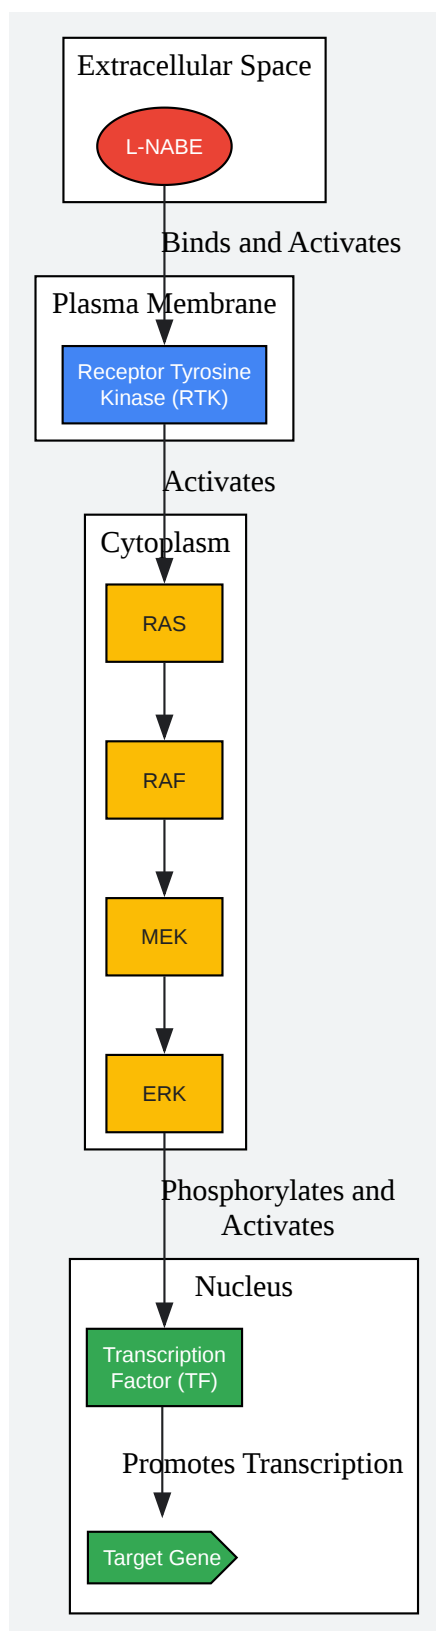 Extracellular Space
L-NABE
Binds and Activates
Plasma Membrane
Receptor Tyrosine
Kinase (RTK)
Activates
Cytoplasm
RAS
RAF
MEK
ERK
Phosphorylates and
Activates
Nucleus
Transcription
Factor (TF)
Promotes Transcription
Target Gene